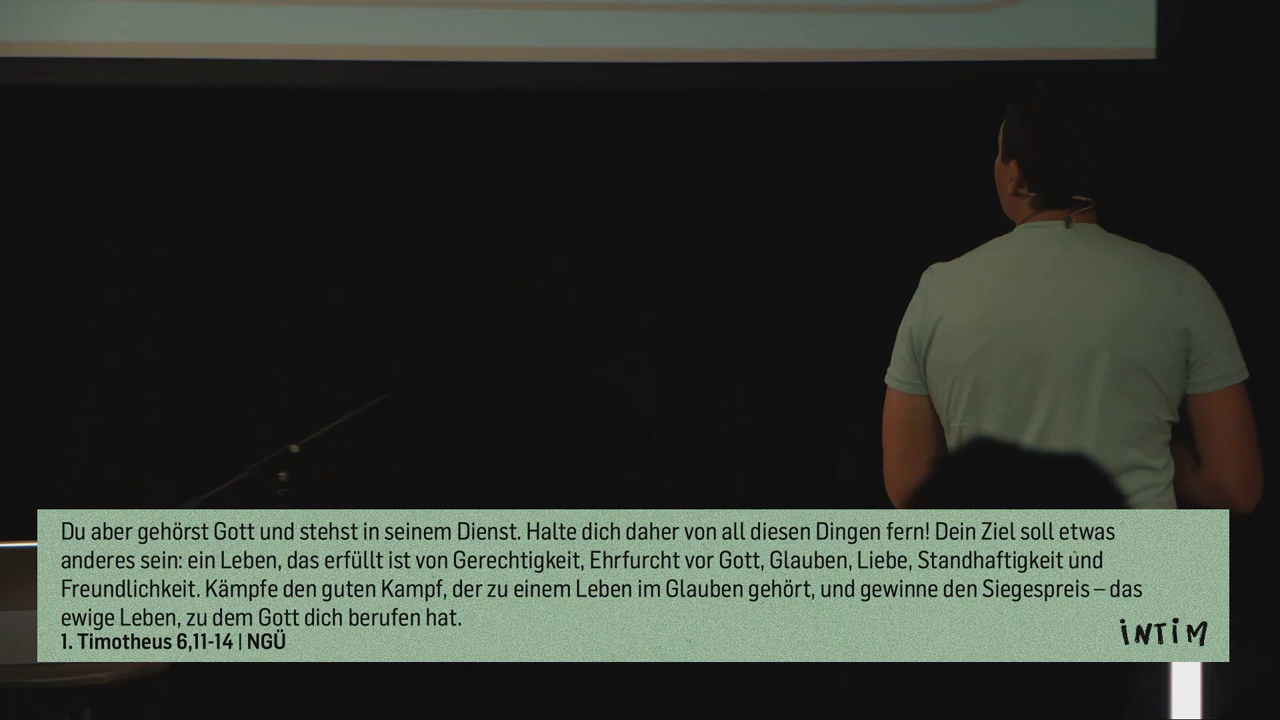 Du aber gehörst Gott und stehst in seinem Dienst. Halte dich daher von all diesen Dingen fern! Dein Ziel soll etwas
anderes sein: ein Leben, das erfüllt ist von Gerechtigkeit, Ehrfurcht vor Gott, Glauben, Liebe, Standhaftigkeit und
Freundlichkeit. Kämpfe den guten Kampf, der zu einem Leben im Glauben gehört, und gewinne den Siegespreis – das
ewige Leben, zu dem Gott dich berufen hat.
1. Timotheus 6,11-14 | NGÜ
iNTiM